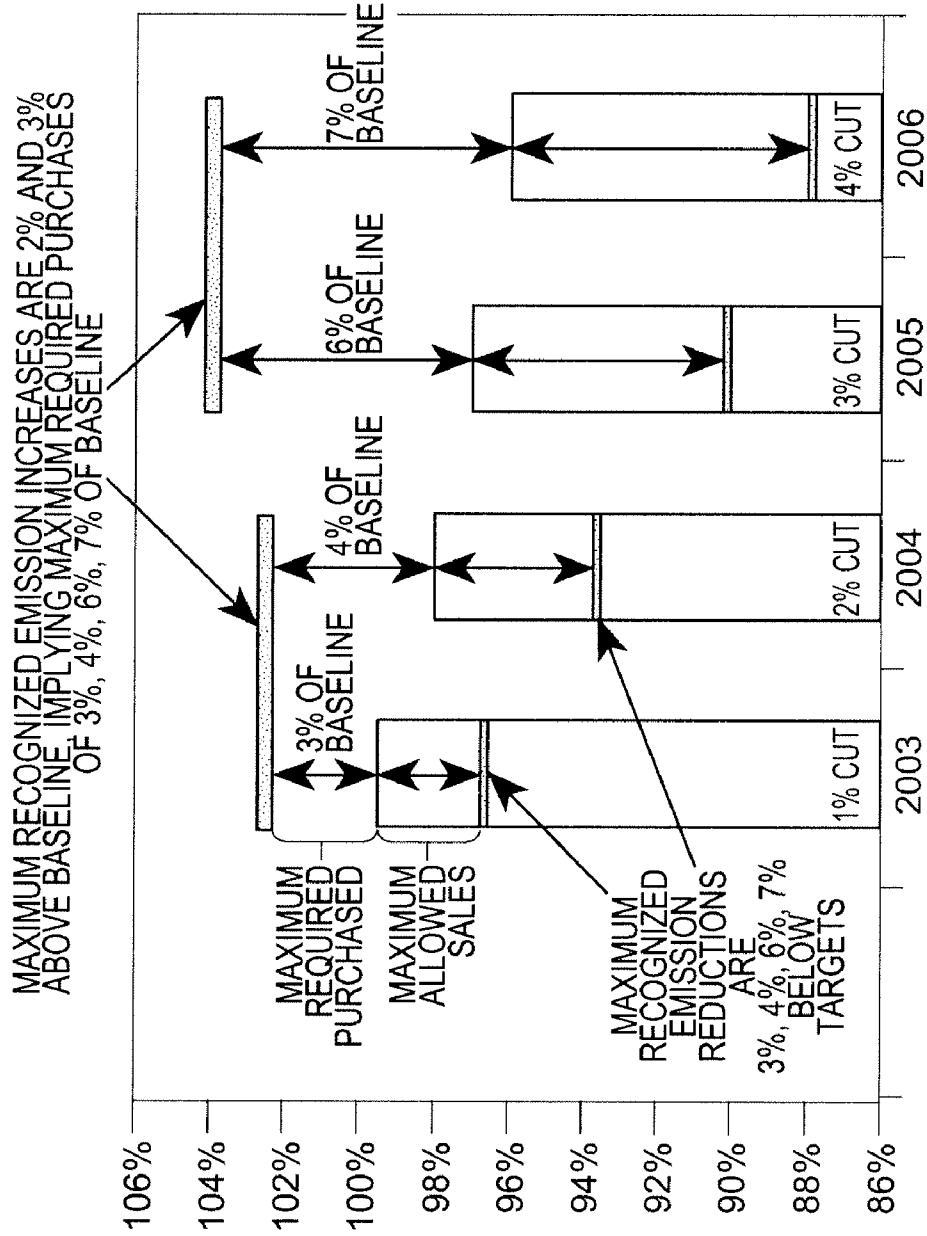 MAXIMUM RECOGNIZED EMISSION INCREASES ARE 2% AND 3%
ABOVE BASELINE, IMPLYING MAXIMUM REQUIRED PURCHASES
OF 3%, 4%, 6%, 7% OF BASELINE
106%
104%
102%
100%
98%
96%
94%
92%
90%
88%
86%
MAXIMUM
REQUIRED
PURCHASED
MAXIMUM
ALLOWED
SALES
MAXIMUM
RECOGNIZED
EMISSION
REDUCTIONS
ARE
3%, 4%, 6%, 7%
BELOW
TARGETS
3% OF
BASELINE
4% OF
BASELINE
6% OF
BASELINE
7% OF
BASELINE
1% CUT
2% CUT
3% CUT
4% CUT
2003
2004
2005
2006